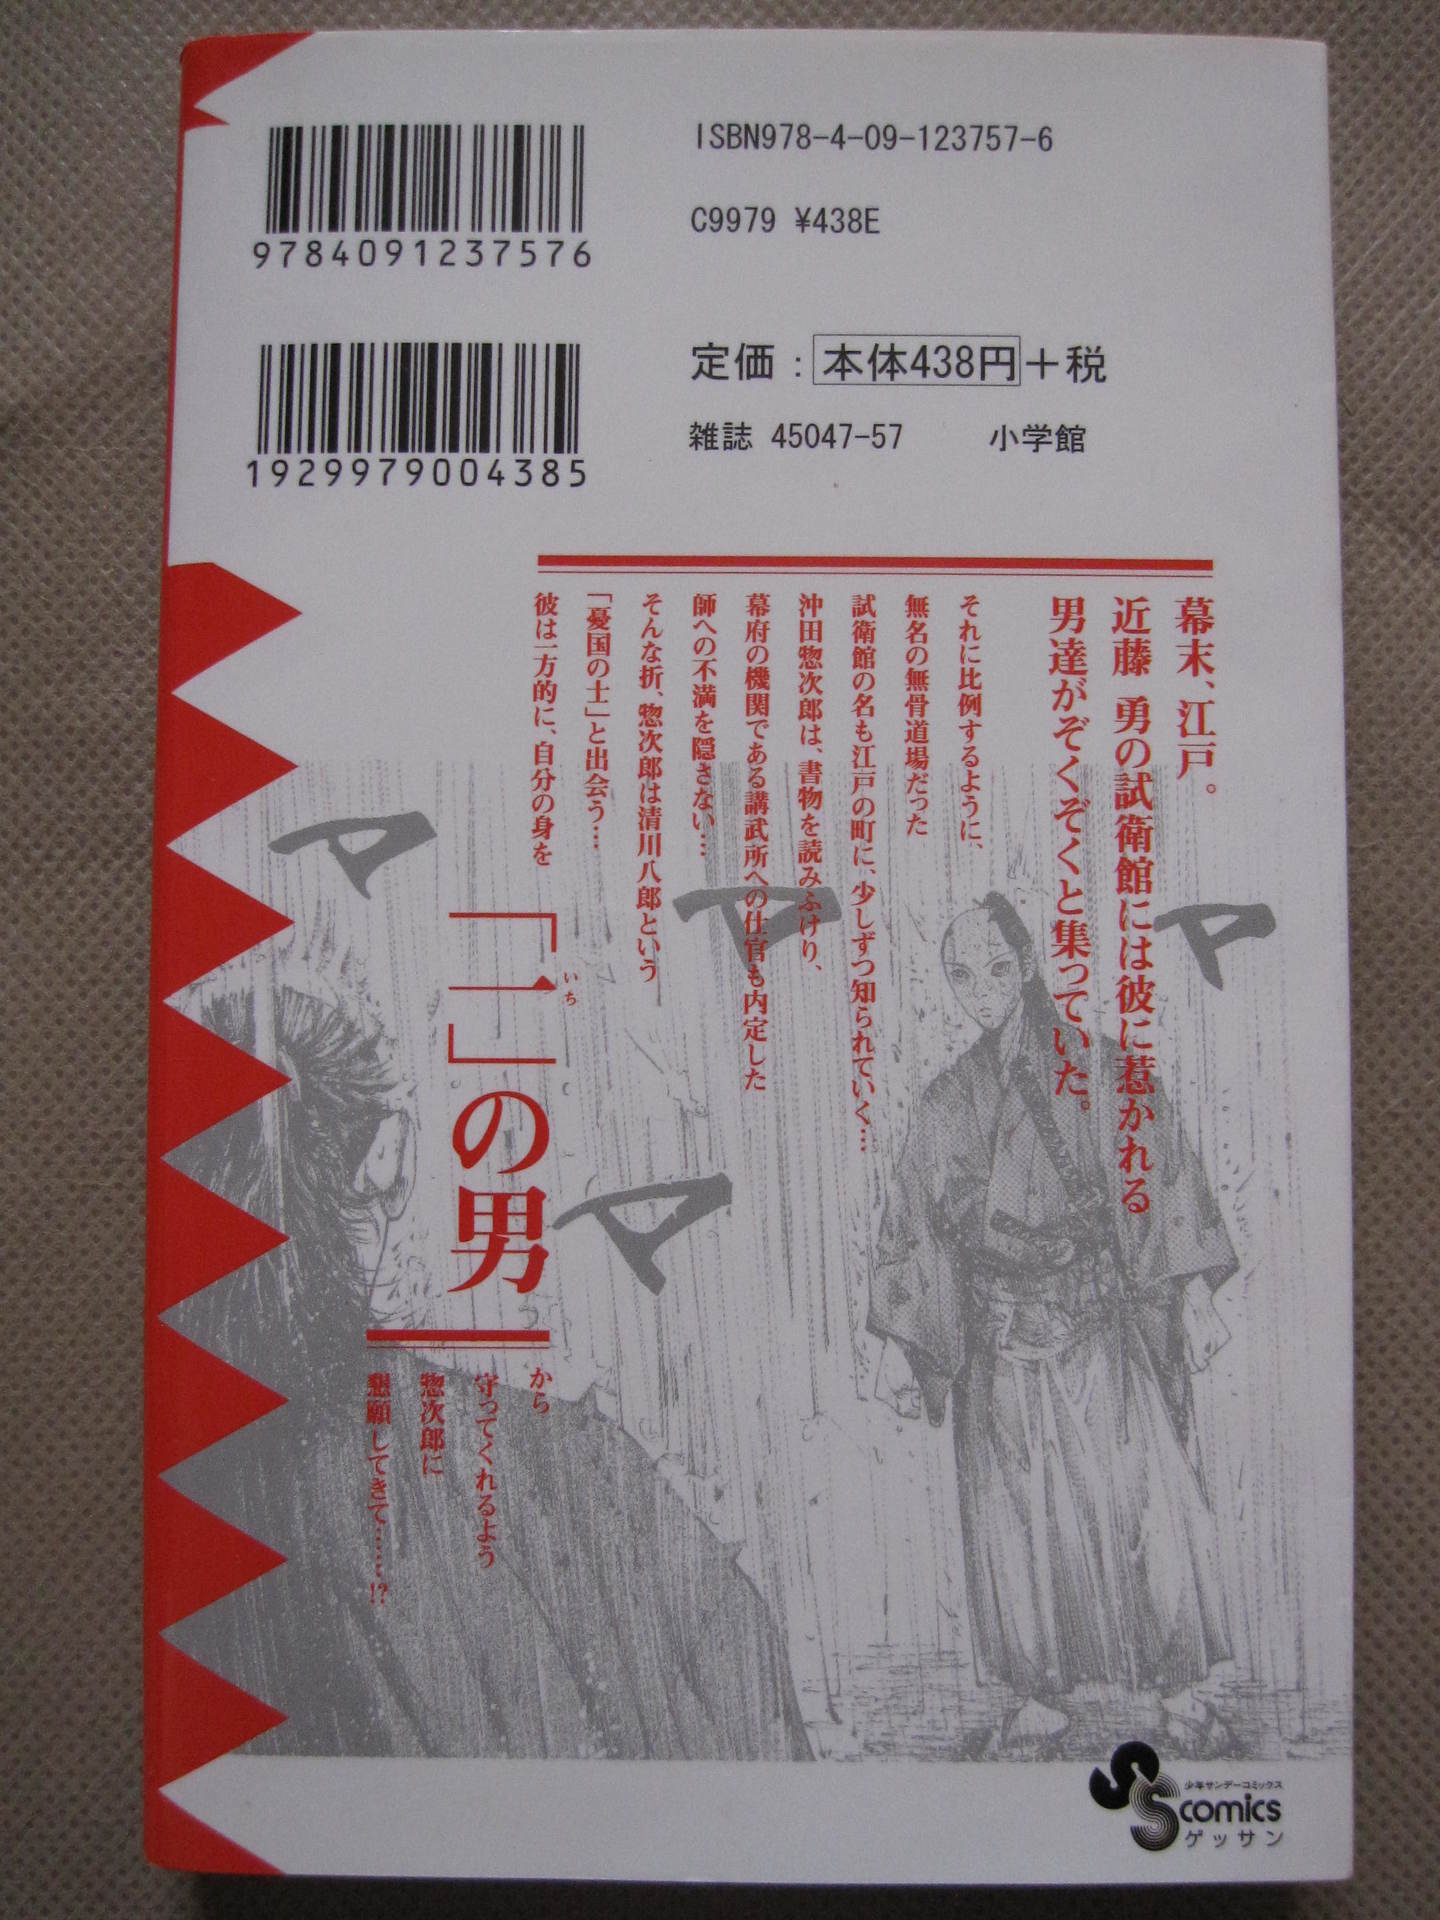 9784091237576
ISBN978-4-09-123757-6
C9979 ¥438E
1929979004385
定価：本体438円＋税
雑誌 45047-57 小学館
幕末、江戸。
近藤 勇の試衛館には彼に惹かれる
男達がぞくぞくと集っていた。
それに比例するように、
無名の無骨道場だった
試衛館の名も江戸の町に、少しずつ知られていく…
沖田惣次郎は、書物を読みふけり、
幕府の機関である講武所への仕官も内定した
師への不満を隠さない…
そんな折、惣次郎は清川八郎という
「憂国の士」と出会う…
彼は一方的に、自分の身を
「一」の男
いち
から
守ってくれるよう
惣次郎に
懇願してきて……!?
マ
マ
マ
マ
少年サンデーコミックス
comics
ゲッサン